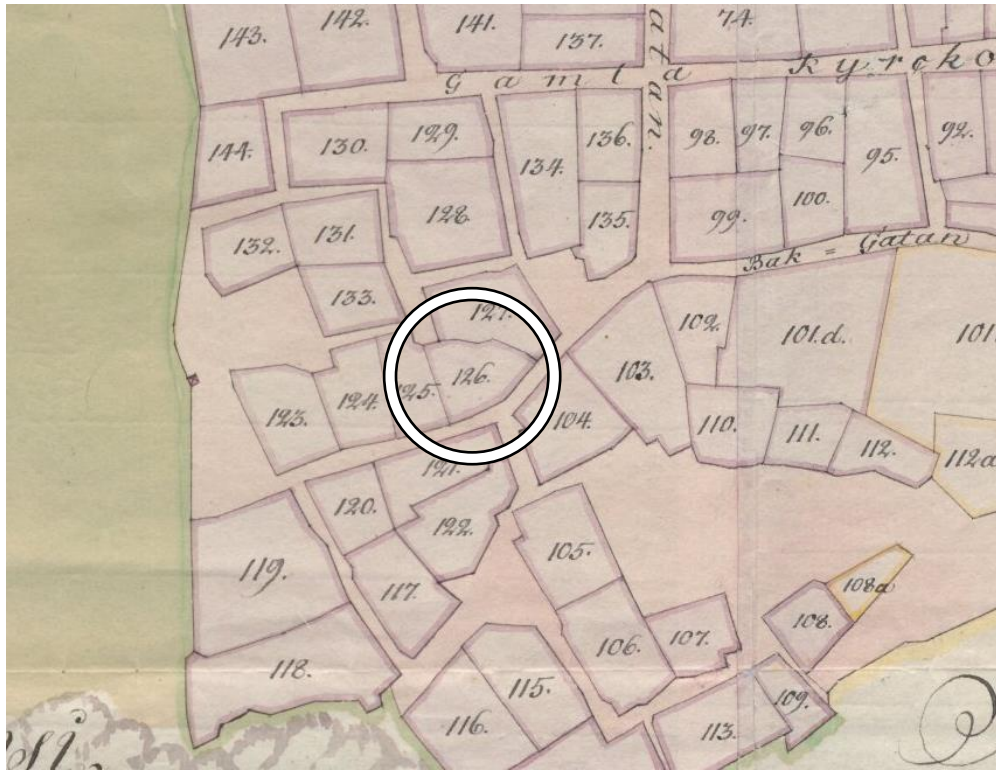 143. 142. 141. 137. 74.
Gamla Kyrcko
atan.
144. 130. 129. 134. 136. 98. 97. 96. 95. 92.
132. 131. 128. 135. 99. 100.
Bak = Gatan
133. 127. 102. 101.d. 101
123. 124. 125. 126. 103.
104. 110. 111. 112. 112a
120. 121. 122. 105.
119. 117. 108a
118. 106. 107. 108.
116. 115. 113. 109.